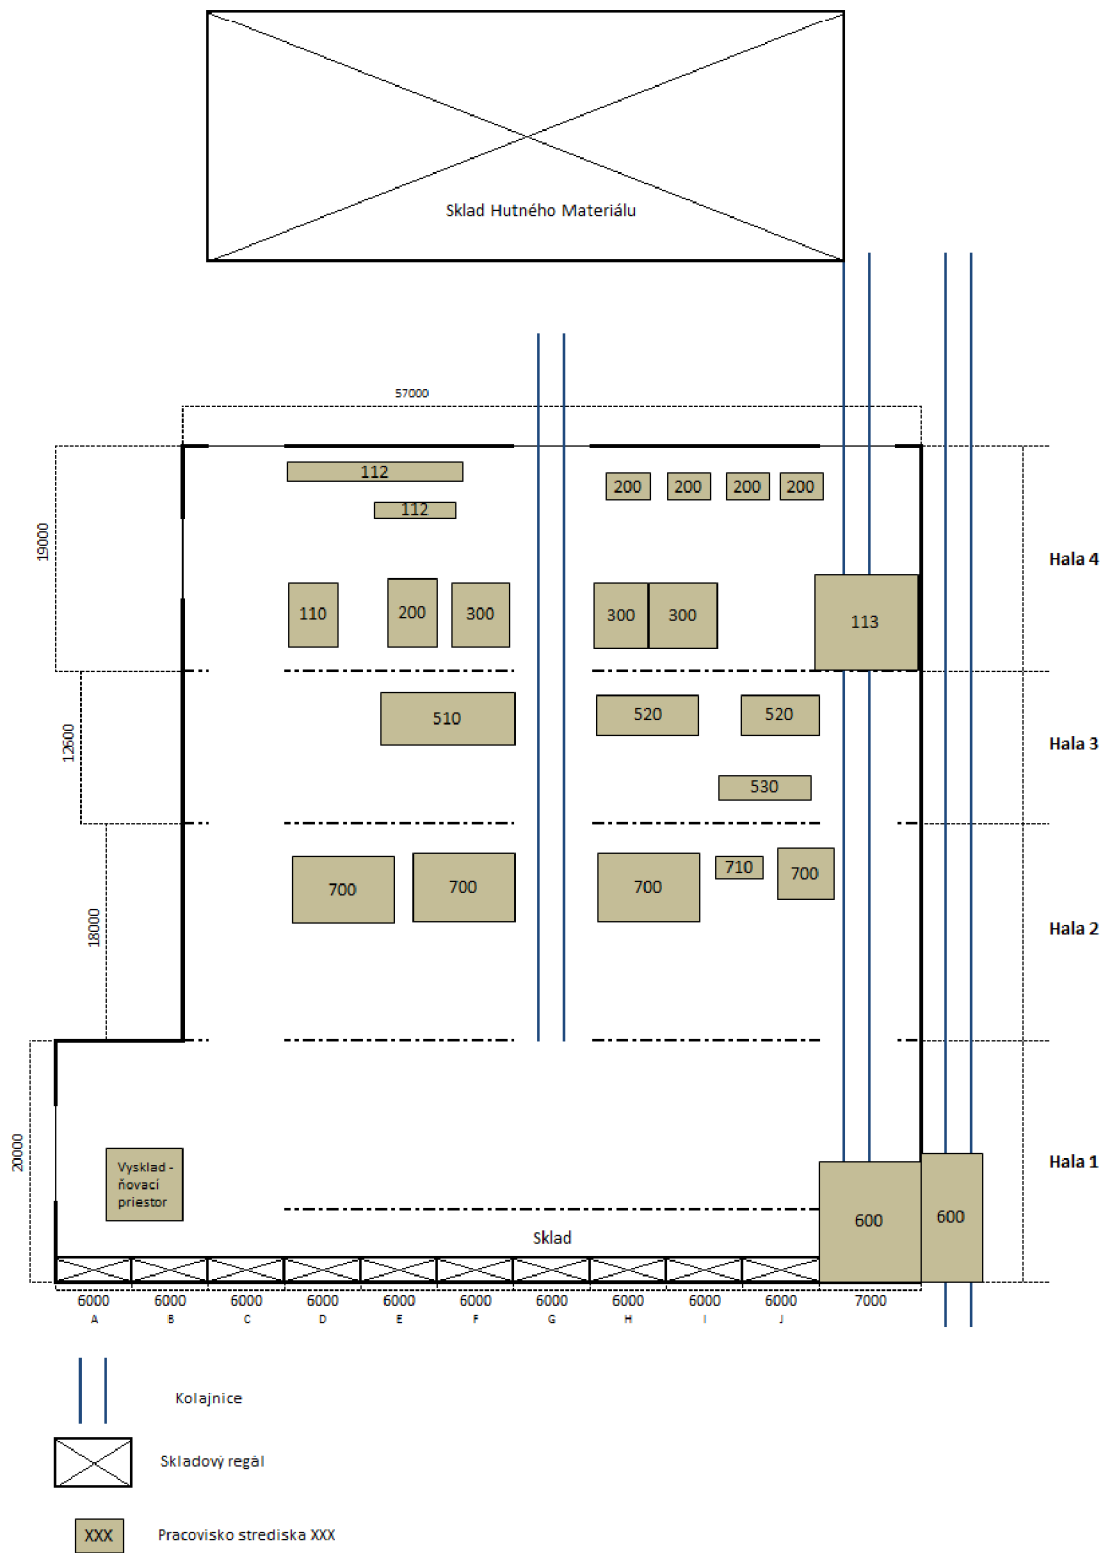 Sklad Hutného Materiálu
57000
112
200 200 200 200
112
19000
Hala 4
110 200 300 300 300 113
510 520 520
12600
Hala 3
530
700 700 700 710 700
18000
Hala 2
20000
Hala 1
Vysklad -
ňovací
priestor
600 600
Sklad
6000 6000 6000 6000 6000 6000 6000 6000 6000 6000 7000
A B C D E F G H I J
Kolajnice
Skladový regál
XXX Pracovisko strediska XXX